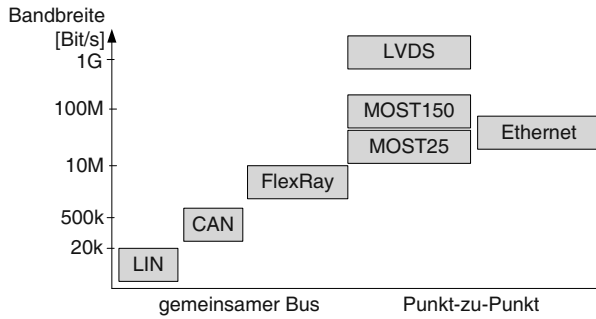 Bandbreite
[Bit/s]
1G
LVDS
100M
MOST150
Ethernet
MOST25
10M
FlexRay
500k
CAN
20k
LIN
gemeinsamer Bus
Punkt-zu-Punkt